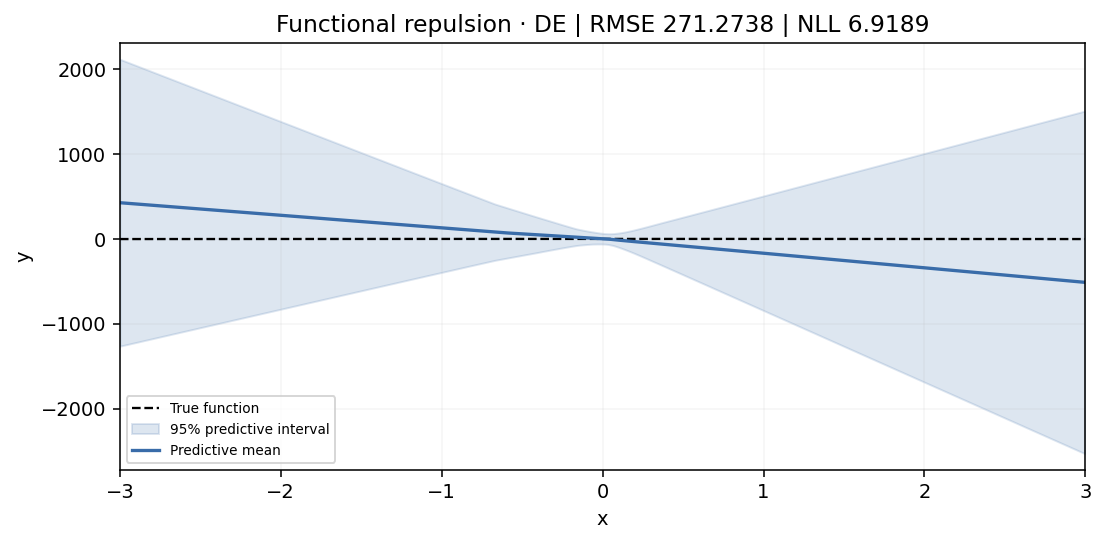 Functional repulsion · DE | RMSE 271.2738 | NLL 6.9189
y
2000
1000
0
−1000
−2000
True function
95% predictive interval
Predictive mean
−3
−2
−1
0
1
2
3
x